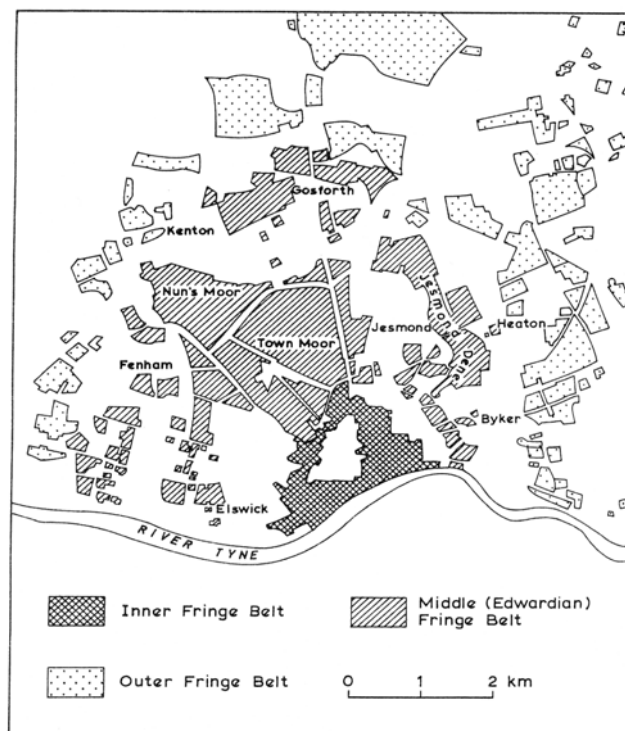 Gosforth
Kenton
Nun's Moor
Town Moor
Jesmond
Jesmond Dene
Heaton
Fenham
Byker
Elswick
RIVER TYNE
Inner Fringe Belt
Middle (Edwardian)
Fringe Belt
Outer Fringe Belt
0 1 2 km